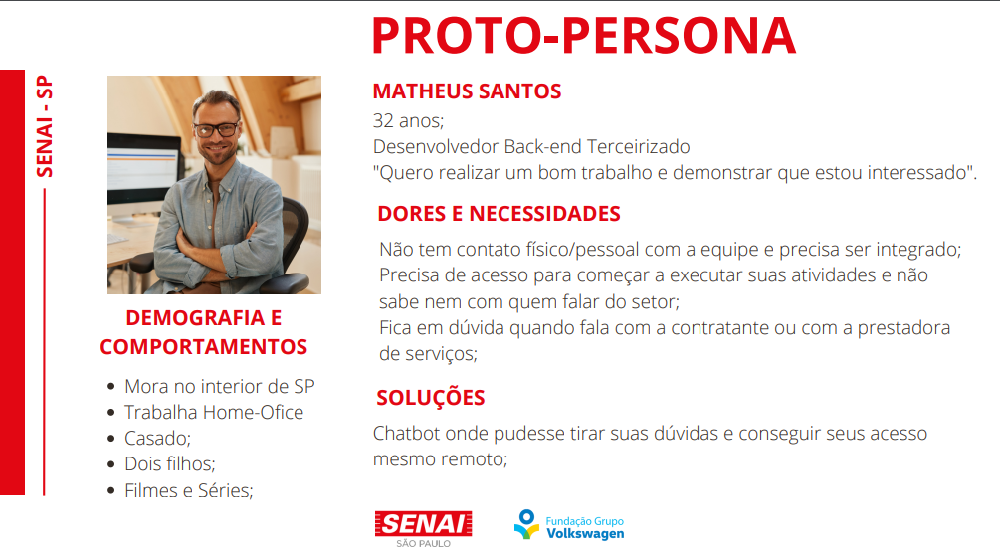 PROTO-PERSONA
SENAI - SP
MATHEUS SANTOS
32 anos;
Desenvolvedor Back-end Terceirizado
"Quero realizar um bom trabalho e demonstrar que estou interessado".
DORES E NECESSIDADES
Não tem contato físico/pessoal com a equipe e precisa ser integrado;
Precisa de acesso para começar a executar suas atividades e não
sabe nem com quem falar do setor;
Fica em dúvida quando fala com a contratante ou com a prestadora
de serviços;
DEMOGRAFIA E
COMPORTAMENTOS
Mora no interior de SP
Trabalha Home-Ofice
Casado;
Dois filhos;
Filmes e Séries;
SOLUÇÕES
Chatbot onde pudesse tirar suas dúvidas e conseguir seus acesso
mesmo remoto;
SENAI
SÃO PAULO
Fundação Grupo
Volkswagen